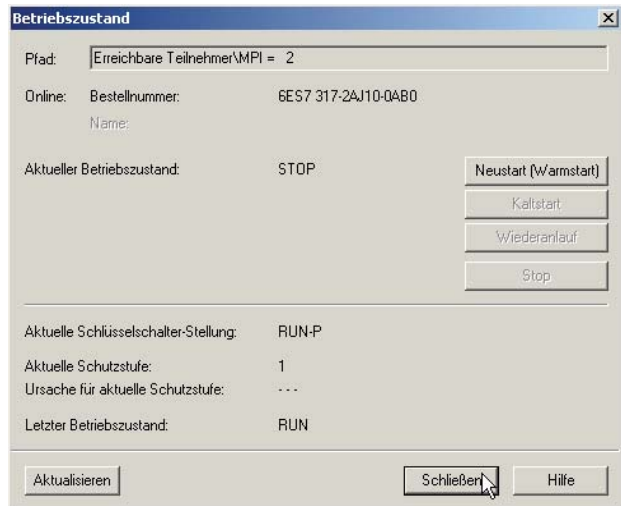 Betriebszustand
Pfad: Erreichbare Teilnehmer\MPI = 2
Online: Bestellnummer: 6ES7 317-2AJ10-0AB0
Name:
Aktueller Betriebszustand: STOP
Neustart (Warmstart)
Kaltstart
Wiederanlauf
Stop
Aktuelle Schlüsselschalter-Stellung: RUN-P
Aktuelle Schutzstufe: 1
Ursache für aktuelle Schutzstufe: ---
Letzter Betriebszustand: RUN
Aktualisieren Schließen Hilfe